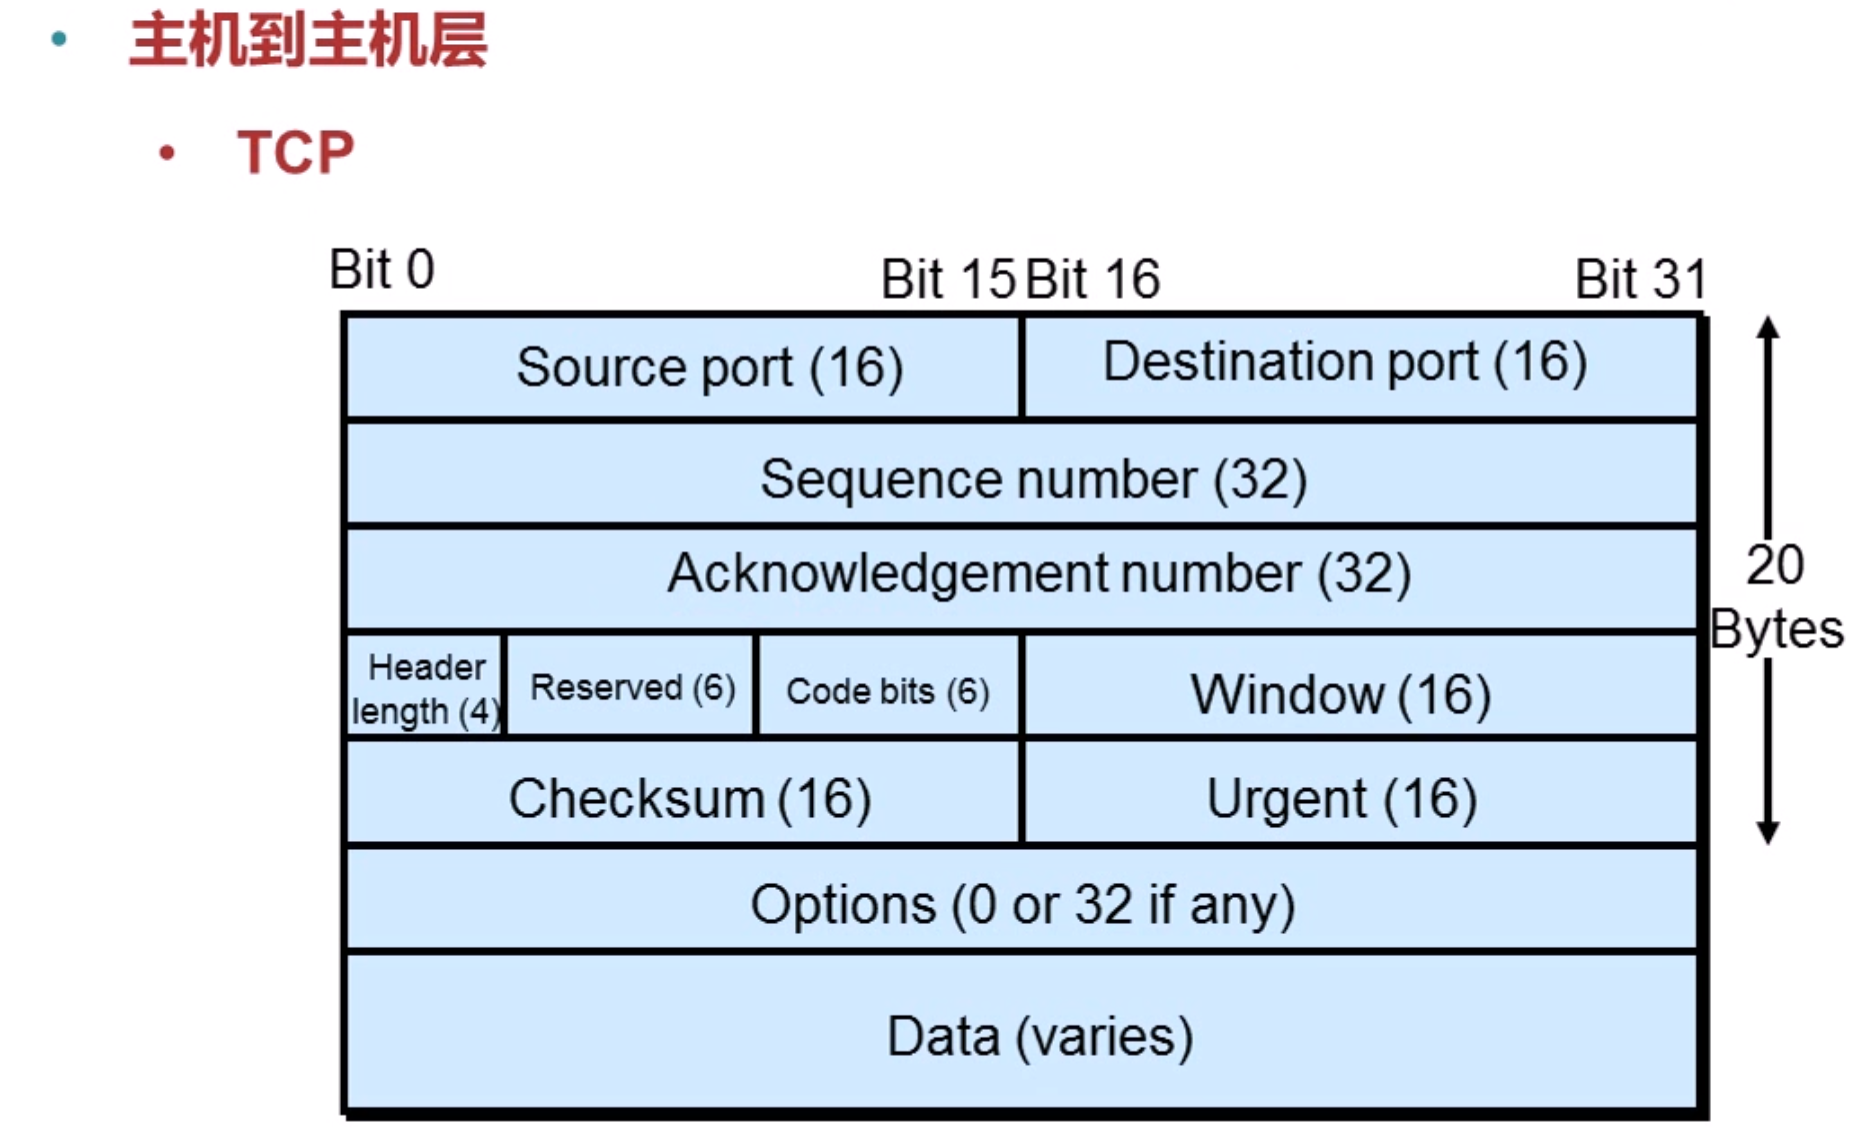 • 主机到主机层
• TCP
Bit 0 Bit 15 Bit 16 Bit 31
Source port (16) Destination port (16)
Sequence number (32)
Acknowledgement number (32)
20
Bytes
Header
length (4) Reserved (6) Code bits (6) Window (16)
Checksum (16) Urgent (16)
Options (0 or 32 if any)
Data (varies)